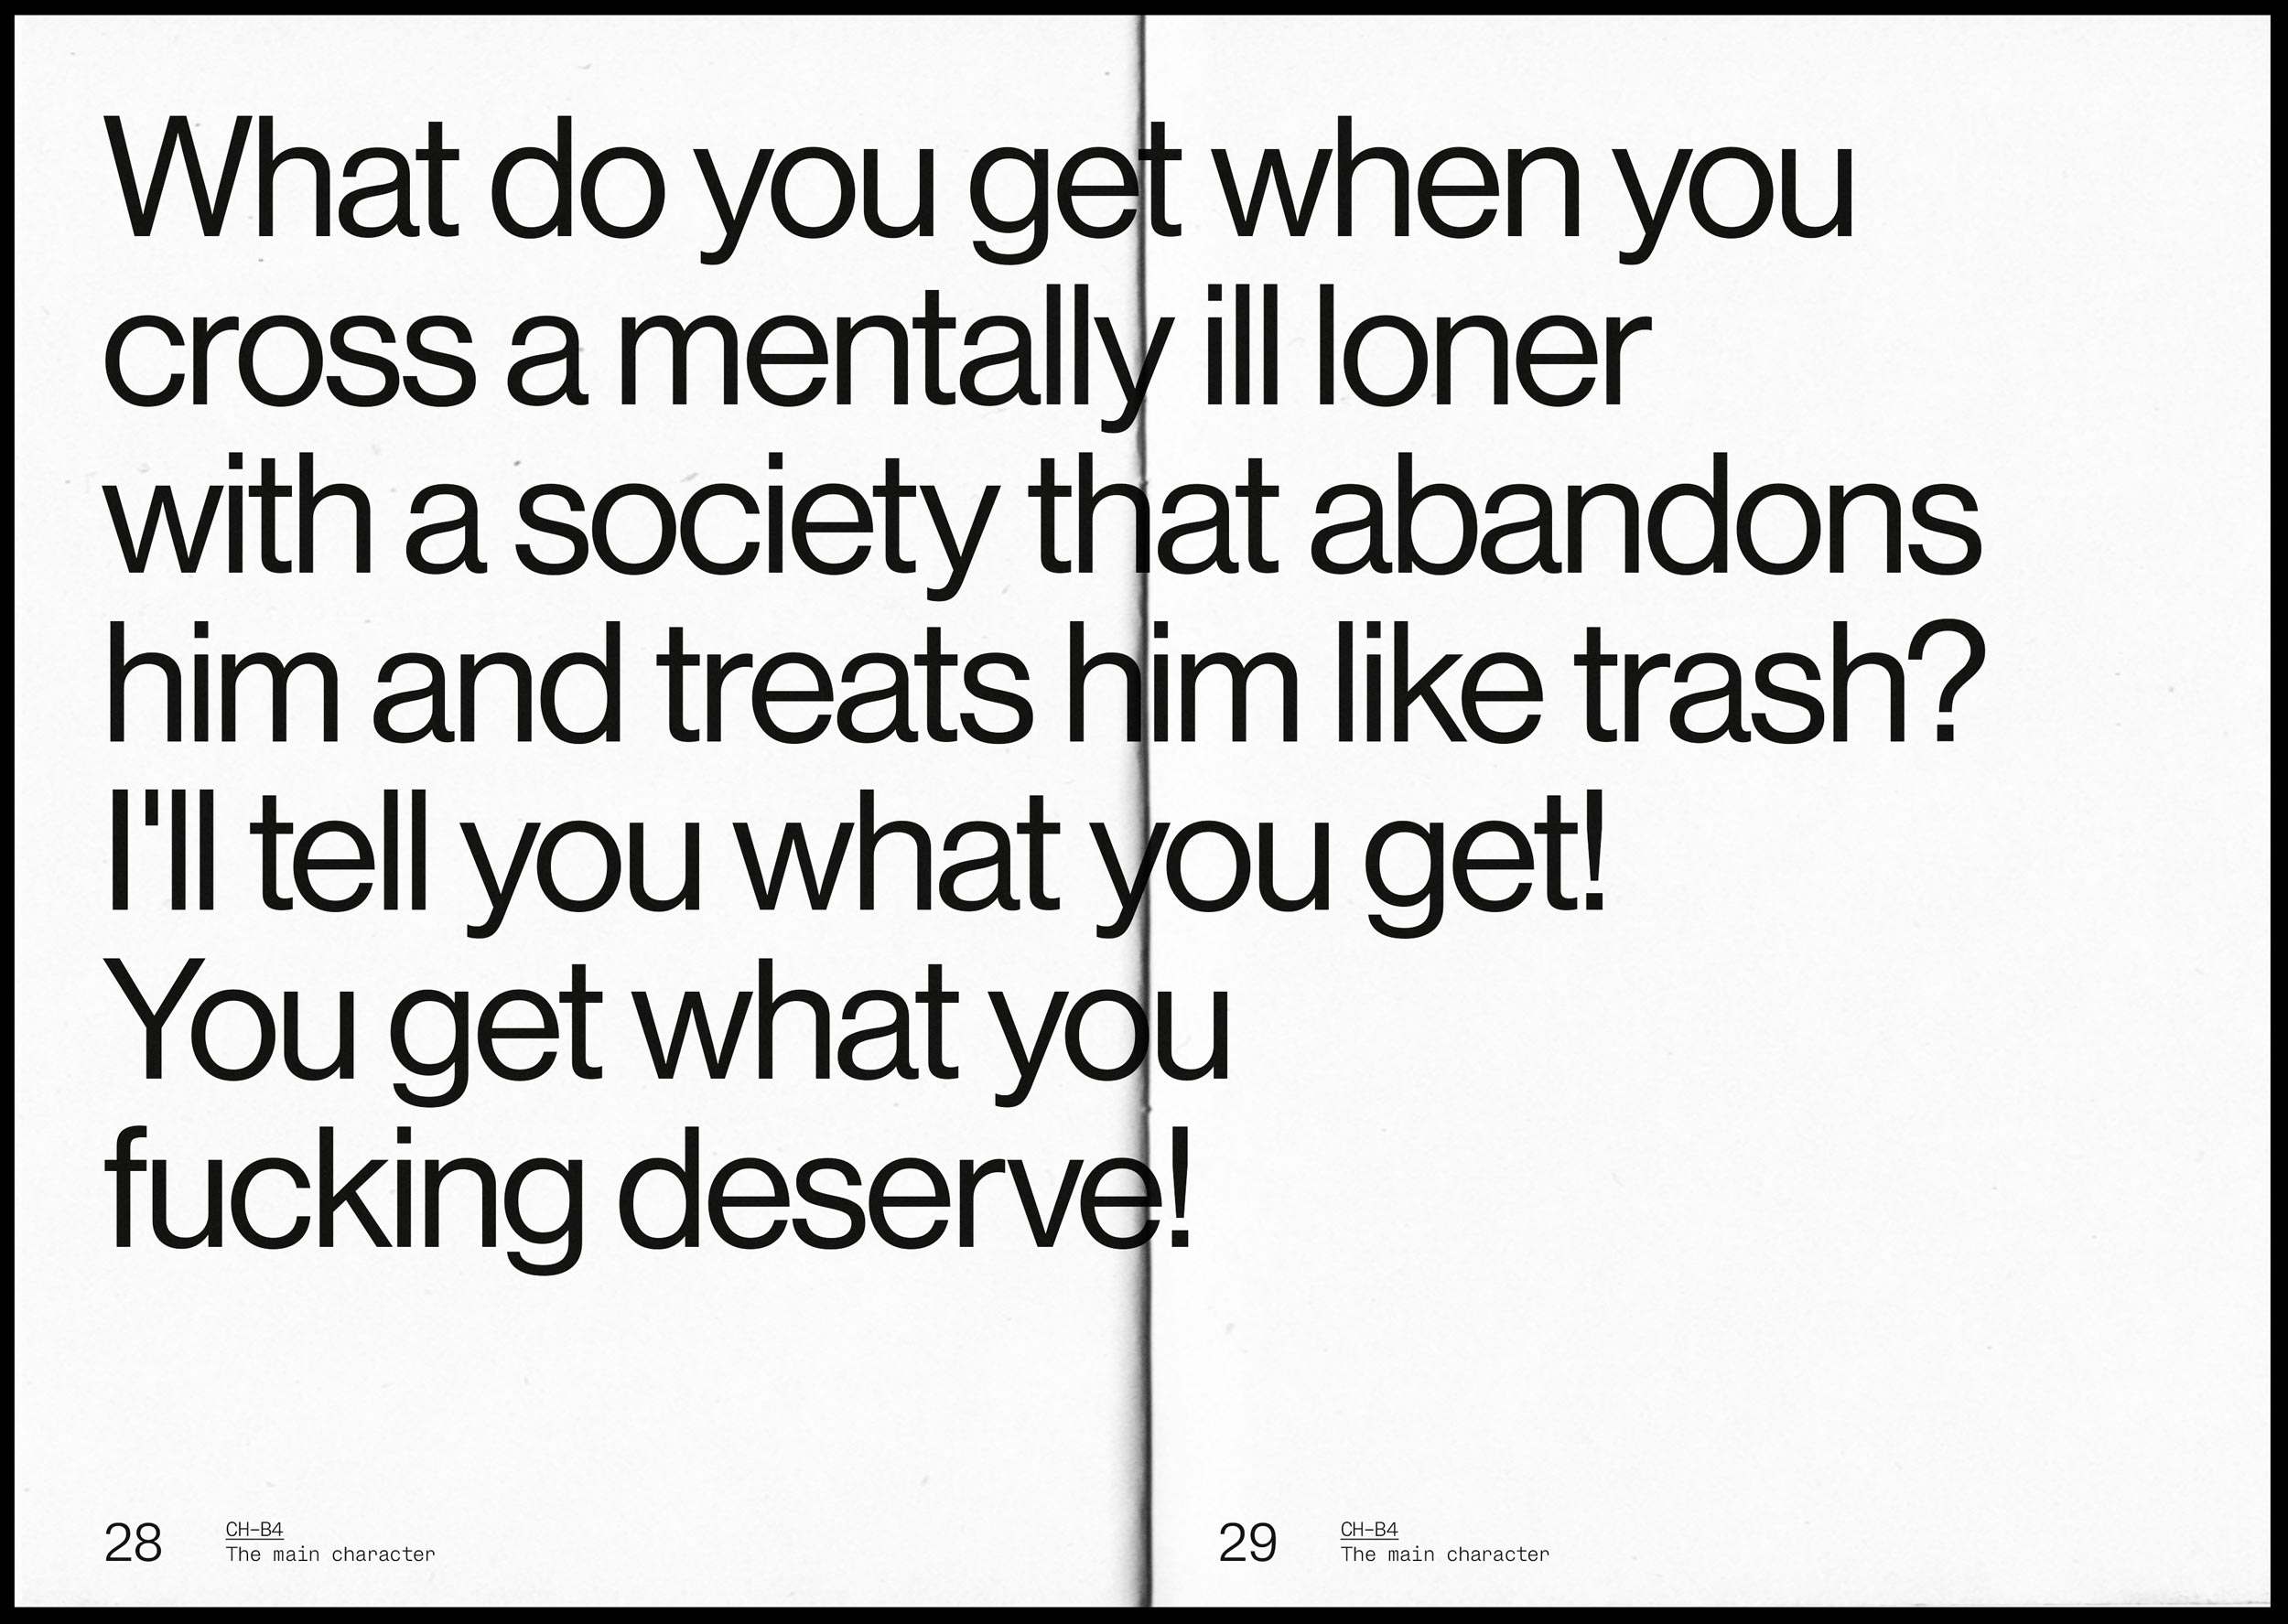 What do you get when you
cross a mentally ill loner
with a society that abandons
him and treats him like trash?
I'll tell you what you get!
You get what you
fucking deserve!
28
CH-B4
The main character
29
CH-B4
The main character